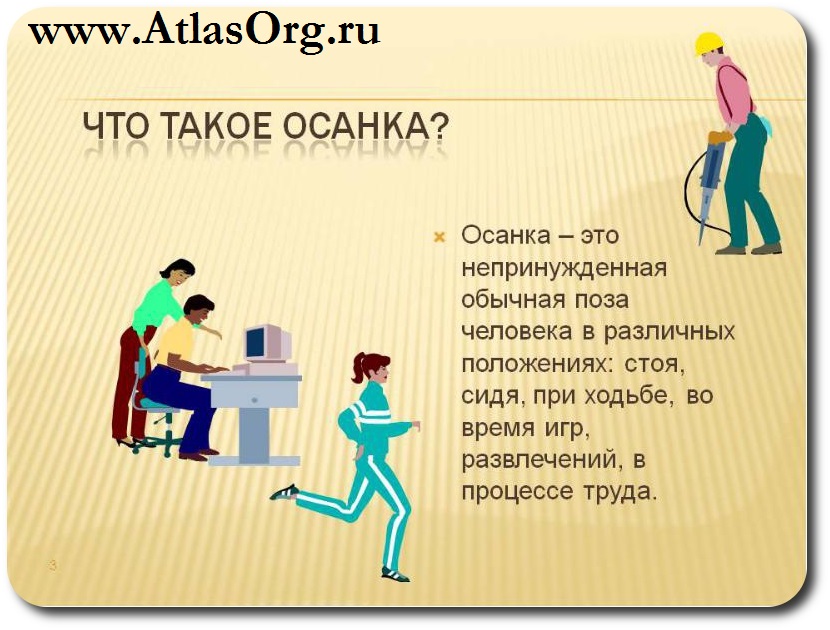 www.AtlasOrg.ru
ЧТО ТАКОЕ ОСАНКА?
Осанка – это
непринужденная
обычная поза
человека в различных
положениях: стоя,
сидя, при ходьбе, во
время игр,
развлечений, в
процессе труда.
3